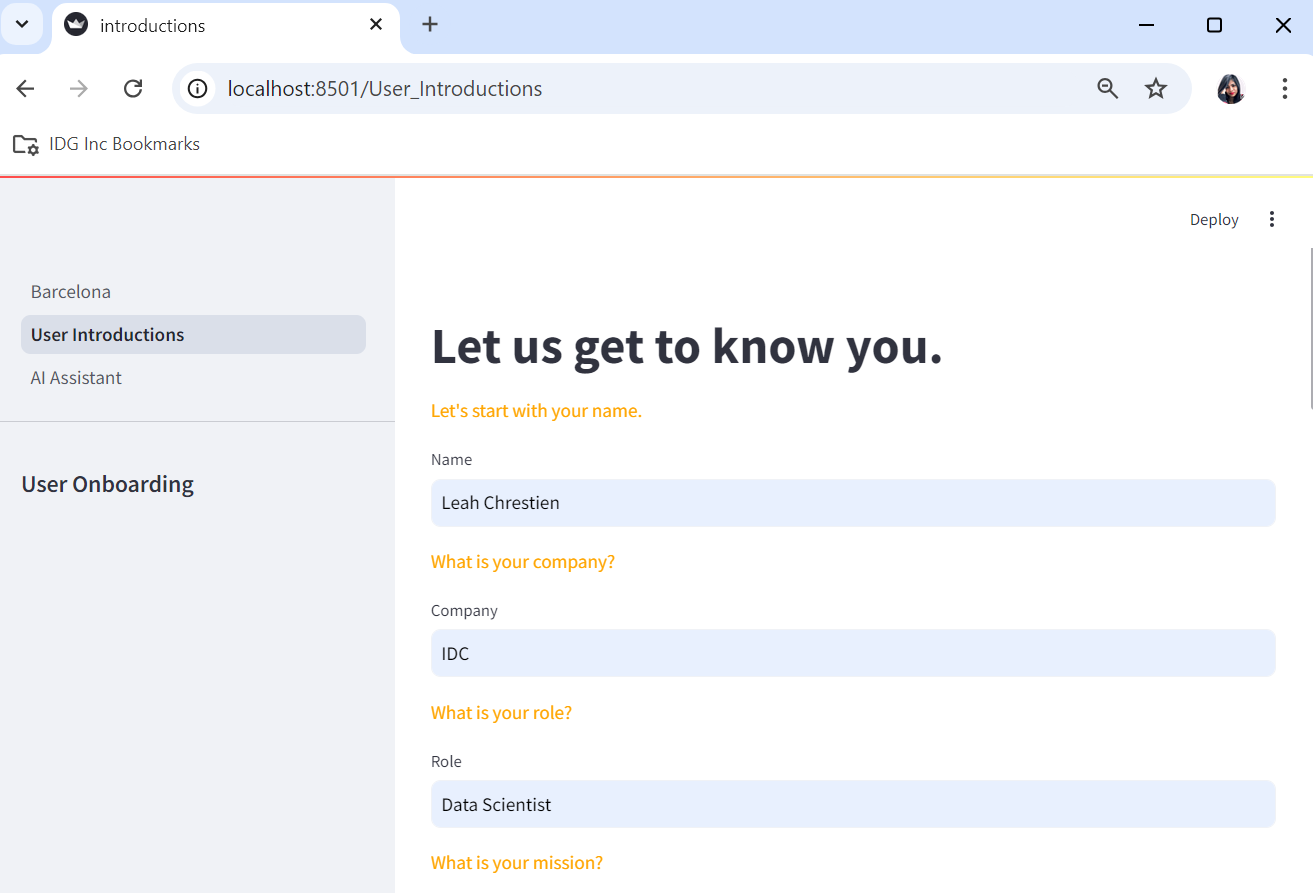 introductions
localhost:8501/User_Introductions
IDG Inc Bookmarks
Deploy
Barcelona
User Introductions
AI Assistant
User Onboarding
Let us get to know you.
Let's start with your name.
Name
Leah Chrestien
What is your company?
Company
IDC
What is your role?
Role
Data Scientist
What is your mission?